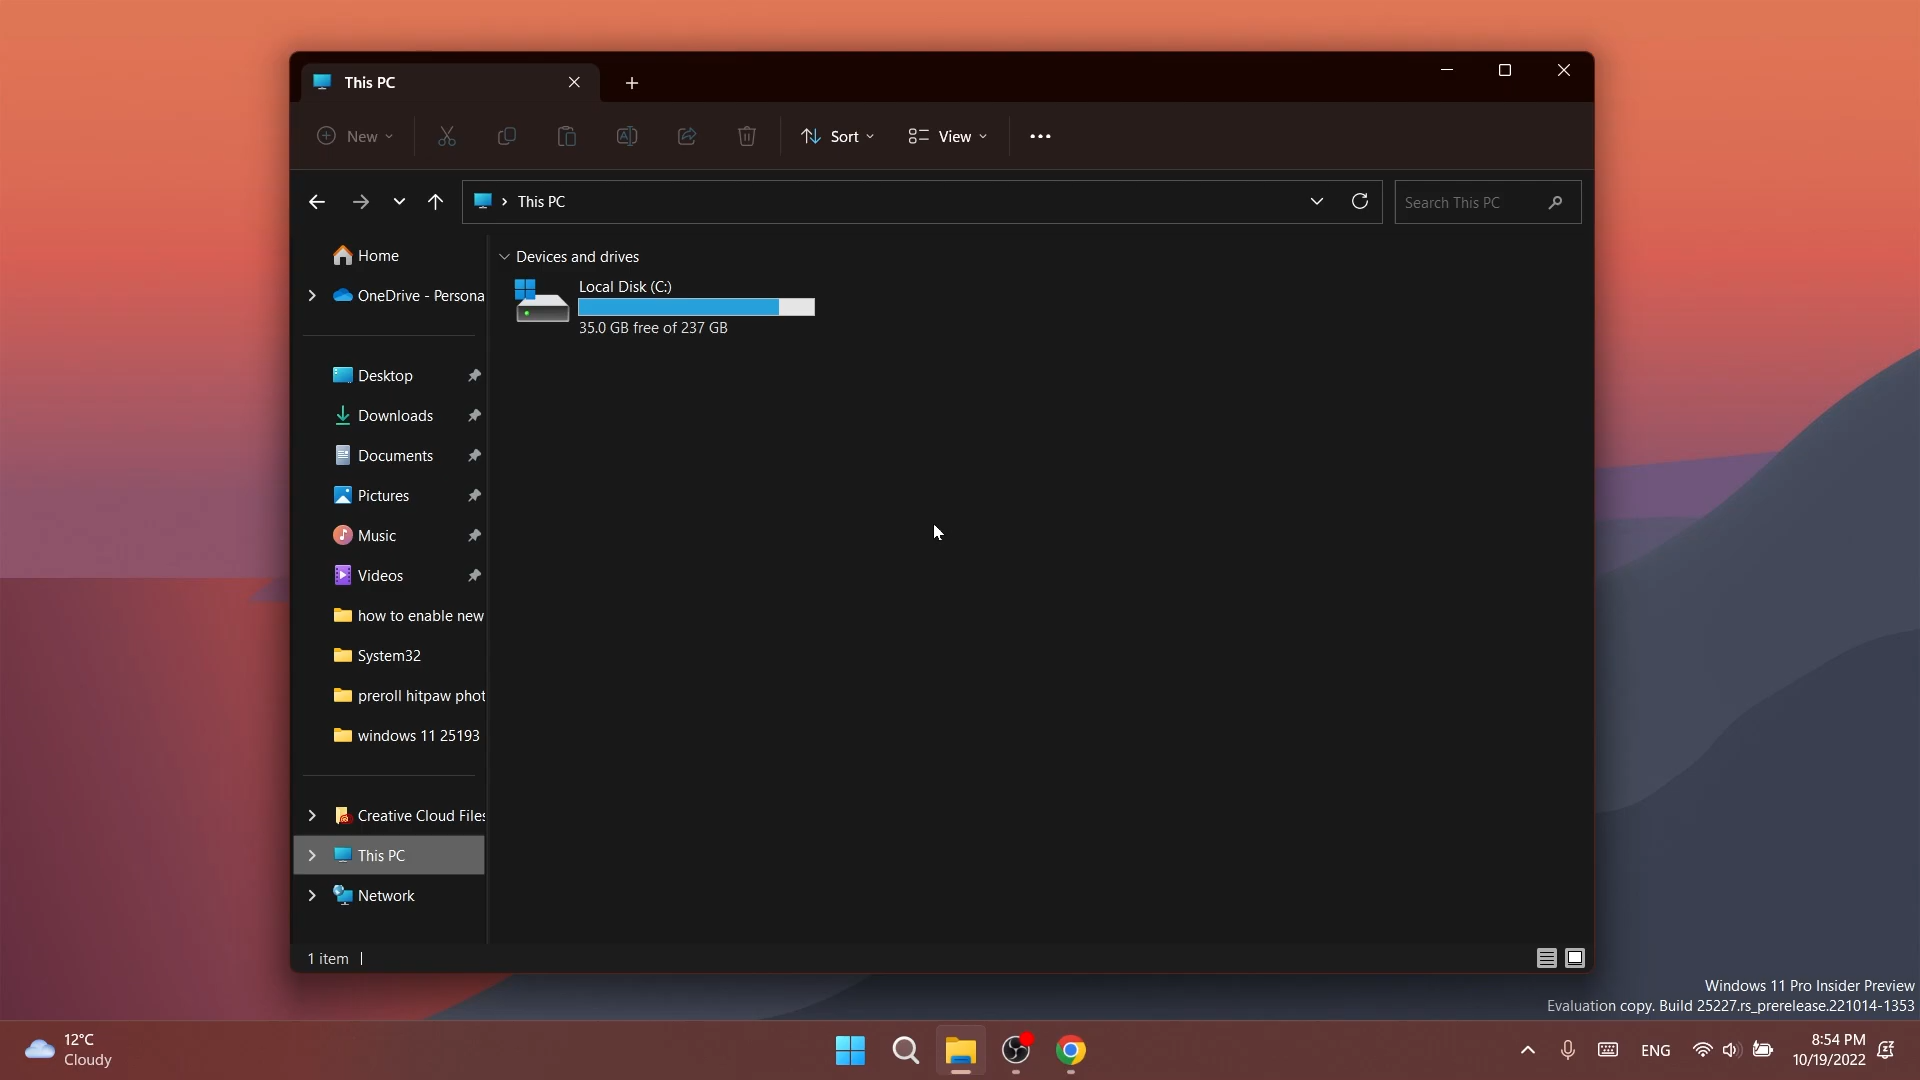 This PC
New
Sort
View
This PC
Search This PC
Home
OneDrive - Persona
Desktop
Downloads
Documents
Pictures
Music
Videos
how to enable new
System32
preroll hitpaw phot
windows 11 25193
Creative Cloud Files
This PC
Network
Devices and drives
Local Disk (C:)
35.0 GB free of 237 GB
1 item
Windows 11 Pro Insider Preview
Evaluation copy. Build 25227.rs_prerelease.221014-1353
12°C
Cloudy
ENG
8:54 PM
10/19/2022